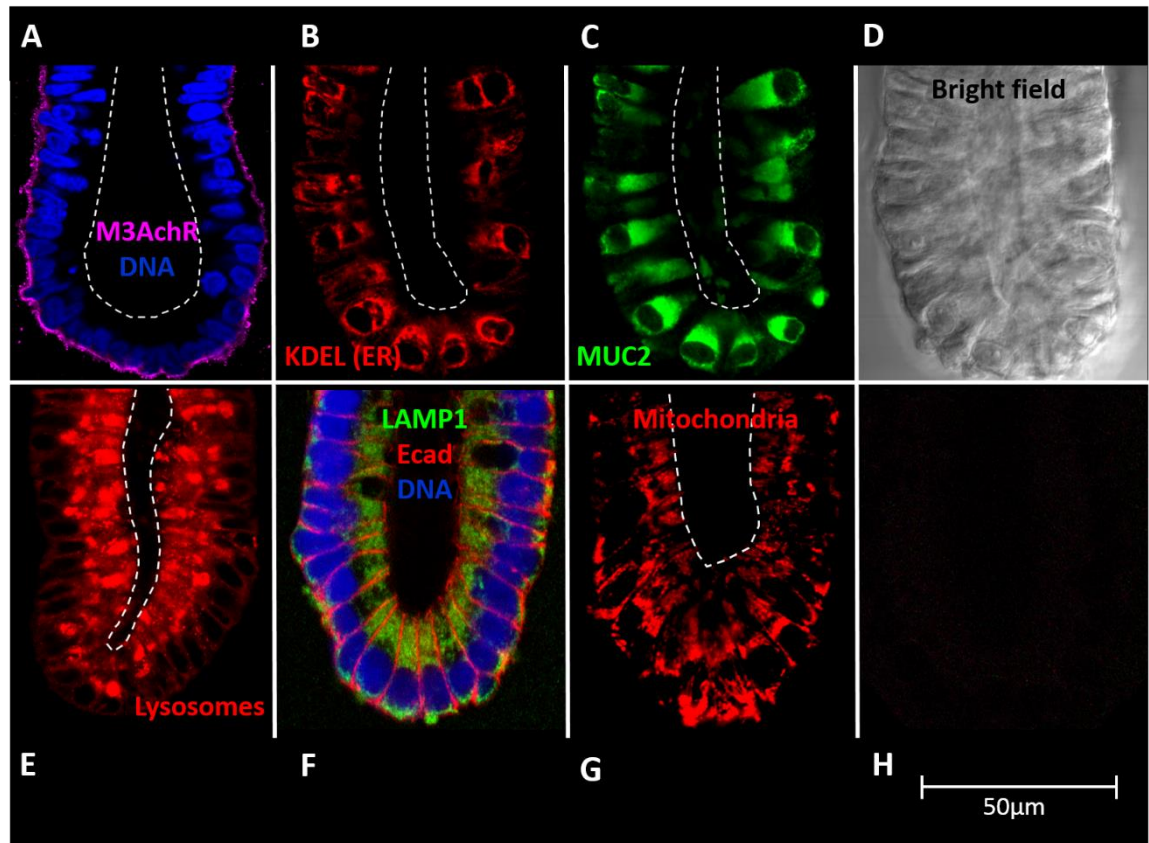 A
B
C
D
Bright field
M3AchR
DNA
KDEL (ER)
MUC2
LAMP1
Ecad
DNA
Mitochondria
Lysosomes
E
F
G
H
50µm